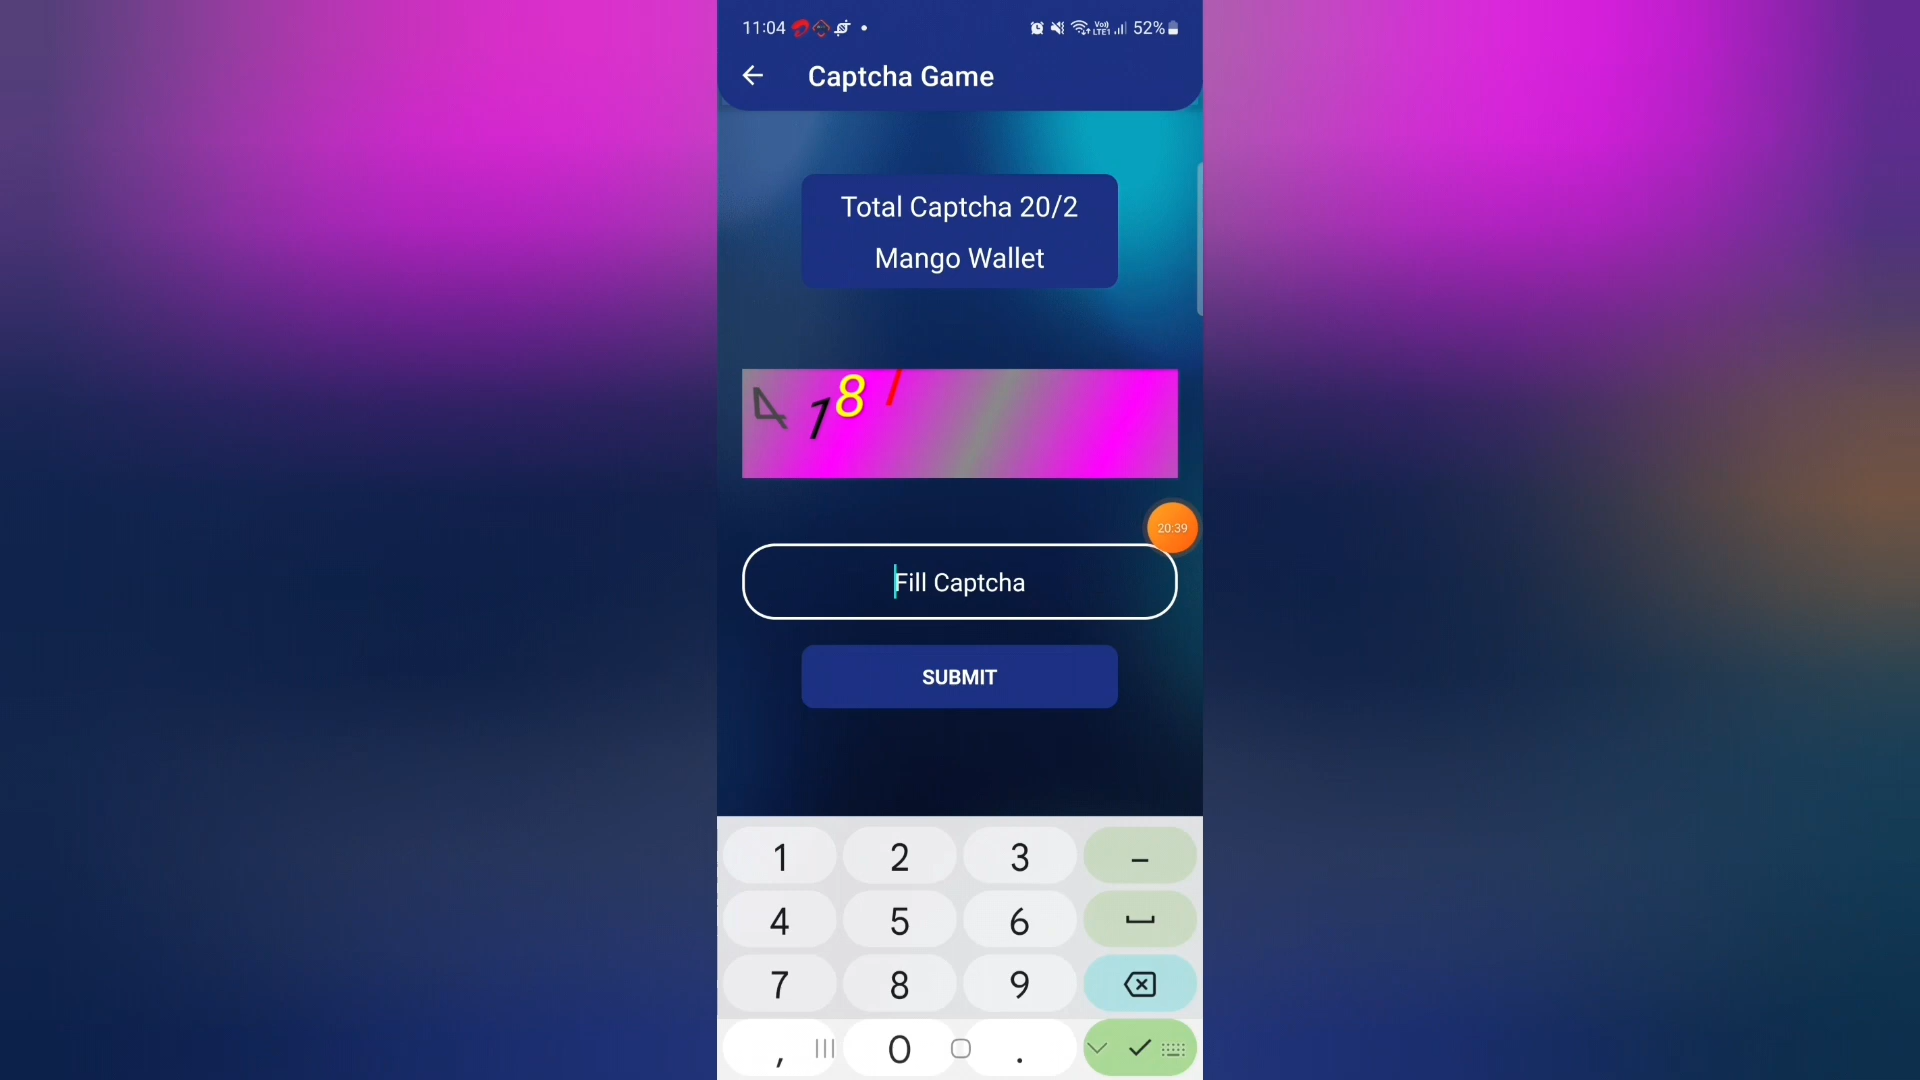 11:04 52%
Captcha Game
Total Captcha 20/2
Mango Wallet
4 1 8
20:39
Fill Captcha
SUBMIT
1 2 3 –
4 5 6
7 8 9
, 0 .